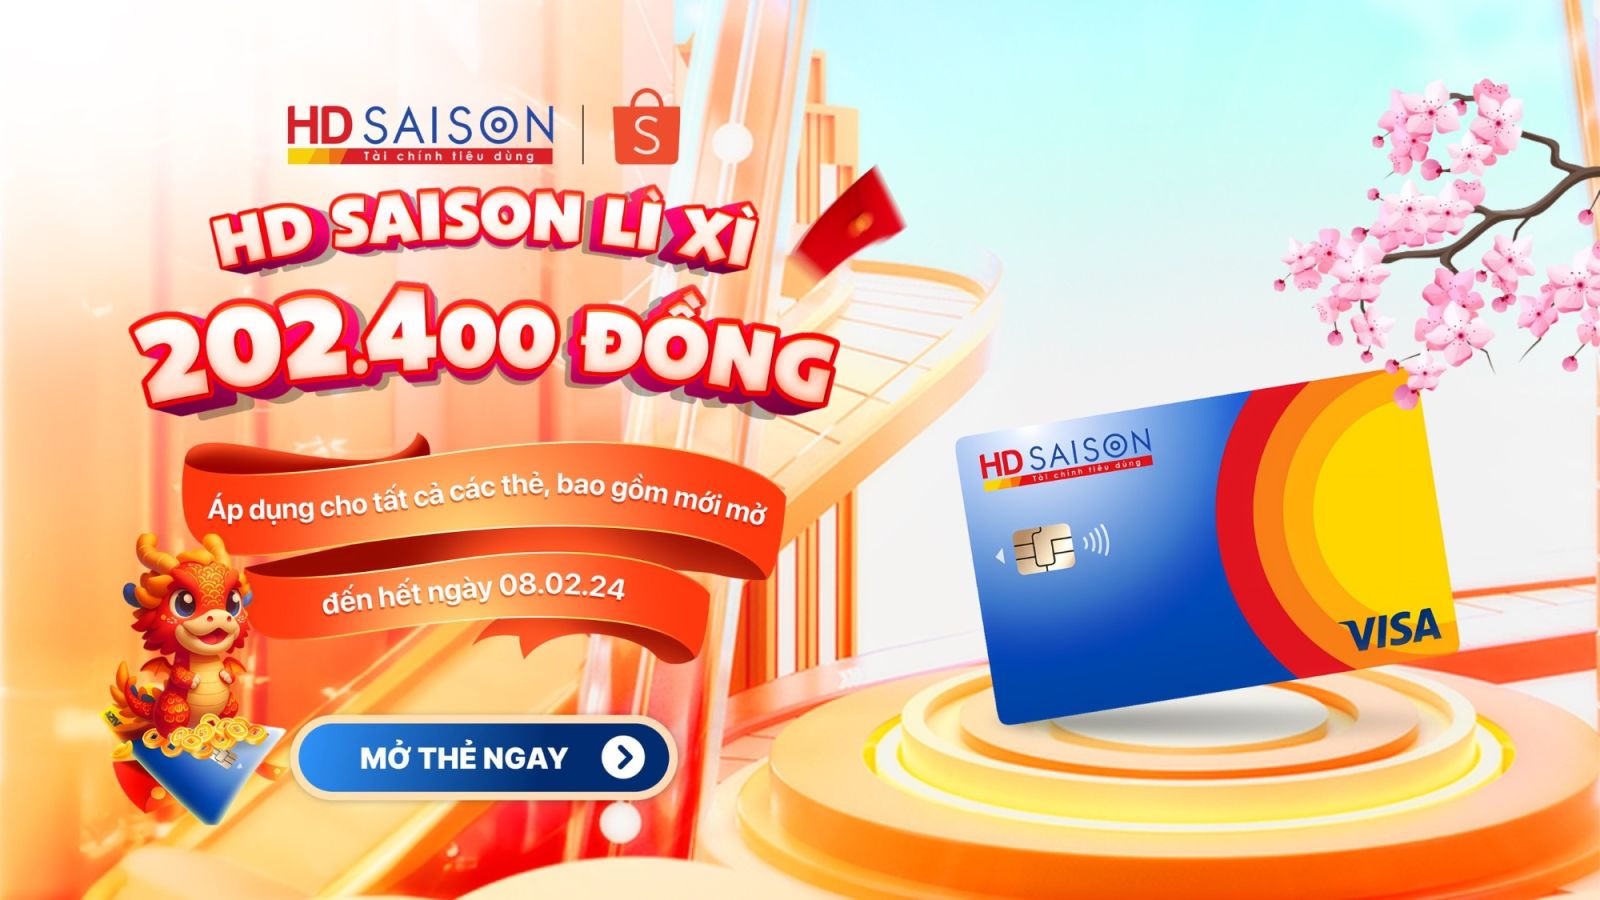 HD SAISON
Tài chính tiêu dùng
S
HD SAISON LÌ XÌ
202.400 ĐỒNG
Áp dụng cho tất cả các thẻ, bao gồm mới mở
đến hết ngày 08.02.24
MỞ THẺ NGAY
HD SAISON
Tài chính tiêu dùng
VISA